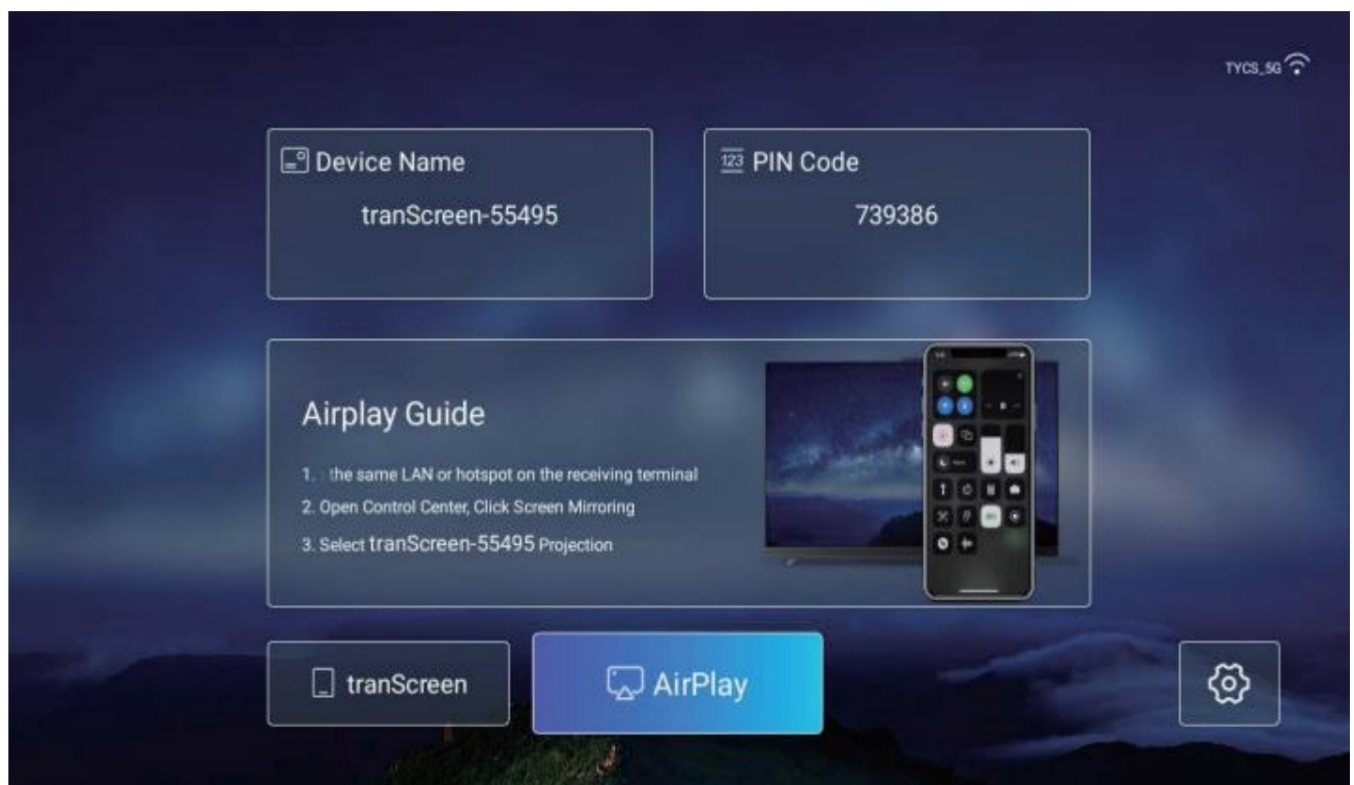 TYCS_5G
Device Name
tranScreen-55495
123 PIN Code
739386
Airplay Guide
1. the same LAN or hotspot on the receiving terminal
2. Open Control Center, Click Screen Mirroring
3. Select tranScreen-55495 Projection
tranScreen
AirPlay